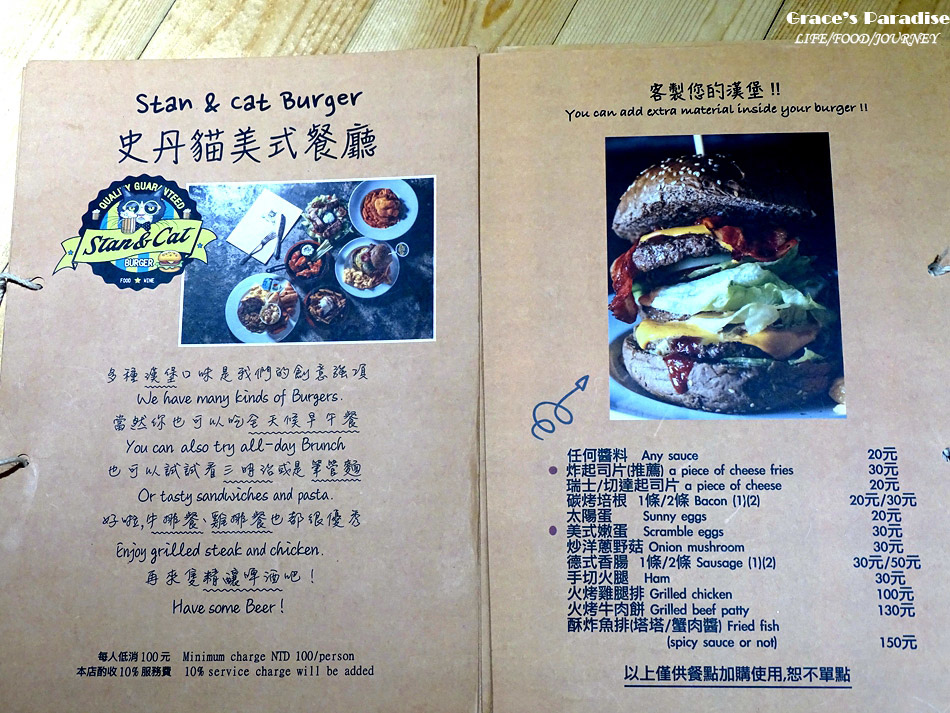 Grace's Paradise
LIFE/FOOD/JOURNEY
Stan & Cat Burger
史丹貓美式餐廳
QUALITY GUARANTEED
Stan & Cat
BURGER
FOOD ★ WINE
多種漢堡口味是我們的創意強項
We have many kinds of Burgers.
當然你也可以吃全天候早午餐
You can also try all-day Brunch
也可以試試看三明治或是筆管麵
Or tasty sandwiches and pasta.
好啦,牛排餐、雞排餐也都很優秀
Enjoy grilled steak and chicken.
再來隻精釀啤酒吧！
Have some Beer !
每人低消100元 Minimum charge NTD 100/person
本店酌收10%服務費 10% service charge will be added
客製您的漢堡 !!
You can add extra material inside your burger !!
任何醬料 Any sauce 20元
炸起司片(推薦) a piece of cheese fries 30元
瑞士/切達起司片 a piece of cheese 20元
碳烤培根 1條/2條 Bacon (1)(2) 20元/30元
太陽蛋 Sunny eggs 20元
美式嫩蛋 Scramble eggs 30元
炒洋蔥野菇 Onion mushroom 30元
德式香腸 1條/2條 Sausage (1)(2) 30元/50元
手切火腿 Ham 30元
火烤雞腿排 Grilled chicken 100元
火烤牛肉餅 Grilled beef patty 130元
酥炸魚排(塔塔/蟹肉醬) Fried fish
(spicy sauce or not) 150元
以上僅供餐點加購使用,恕不單點